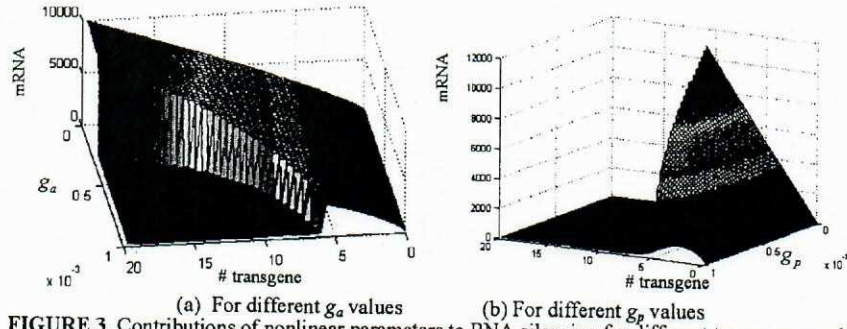 10000
5000
0
mRNA
0
0 5
1
x 10⁻³
g_a
20
15
10
5
0
# transgene
(a) For different g_a values
12000
10000
8000
6000
4000
2000
0
mRNA
20
15
10
5
0
# transgene
0
0.5
1
g_p
x 10⁻³
(b) For different g_p values
FIGURE 3. Contributions of nonlinear parameters to RNA silencing for different